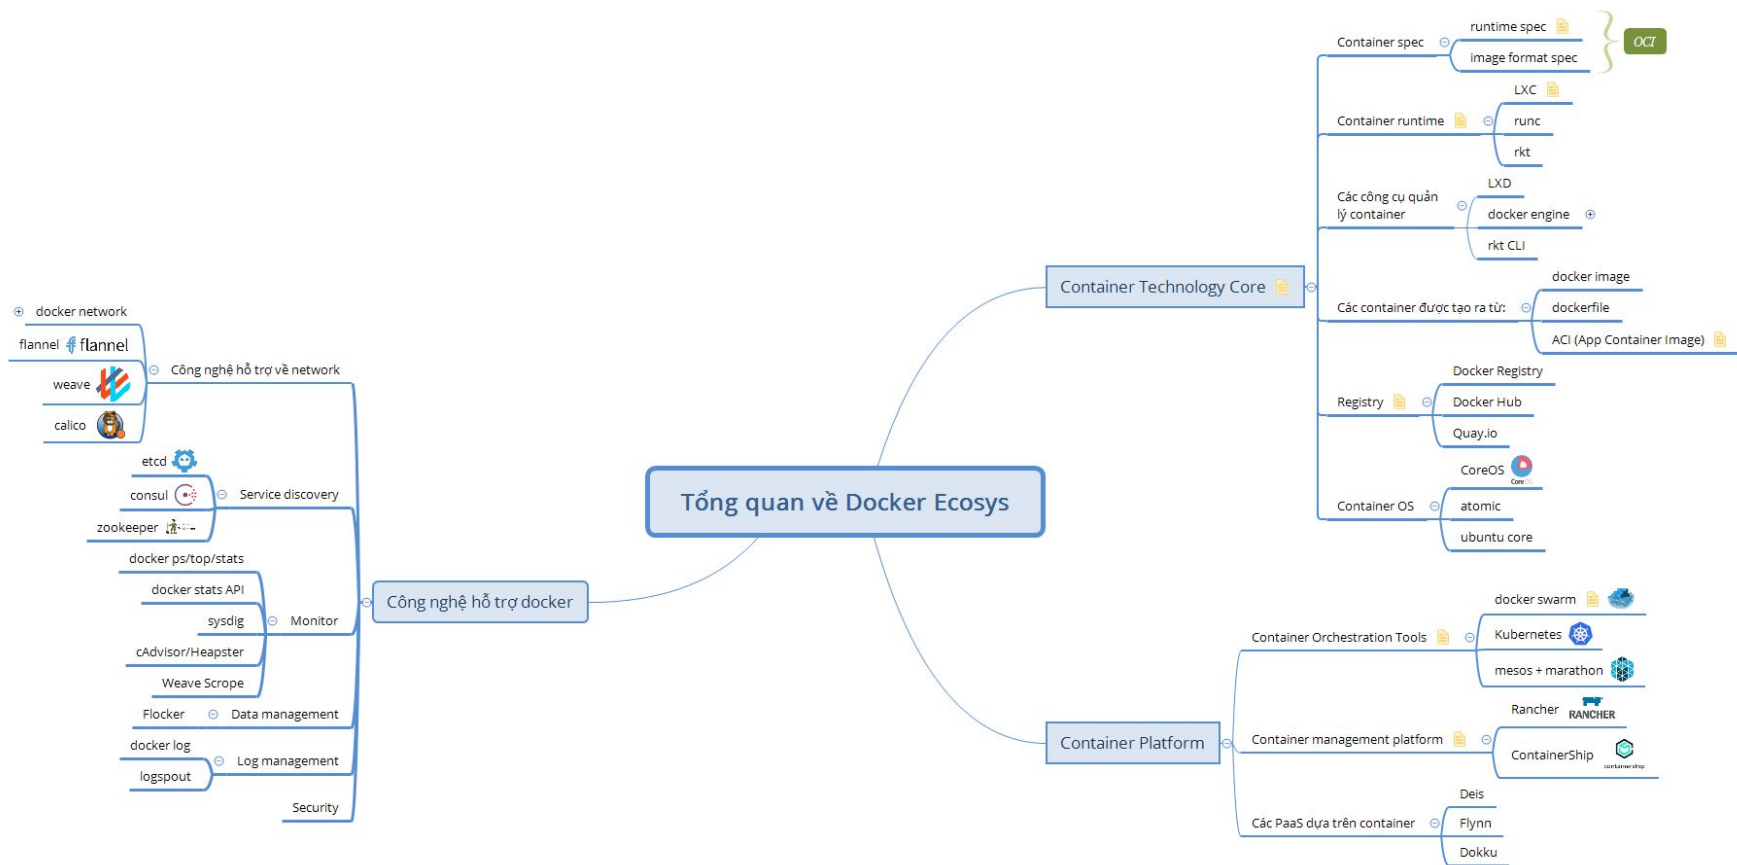 Tổng quan về Docker Ecosys
Container Technology Core
Container spec
runtime spec
image format spec
OCI
Container runtime
LXC
runc
rkt
Các công cụ quản
lý container
LXD
docker engine
rkt CLI
Các container được tạo ra từ:
docker image
dockerfile
ACI (App Container Image)
Registry
Docker Registry
Docker Hub
Quay.io
Container OS
CoreOS
Core OS
atomic
ubuntu core
Container Platform
Container Orchestration Tools
docker swarm
Kubernetes
mesos + marathon
Container management platform
Rancher
RANCHER
ContainerShip
containership
Các PaaS dựa trên container
Deis
Flynn
Dokku
Công nghệ hỗ trợ docker
Công nghệ hỗ trợ về network
docker network
flannel
flannel
weave
calico
Service discovery
etcd
consul
zookeeper
Monitor
docker ps/top/stats
docker stats API
sysdig
cAdvisor/Heapster
Weave Scrope
Data management
Flocker
Log management
docker log
logspout
Security